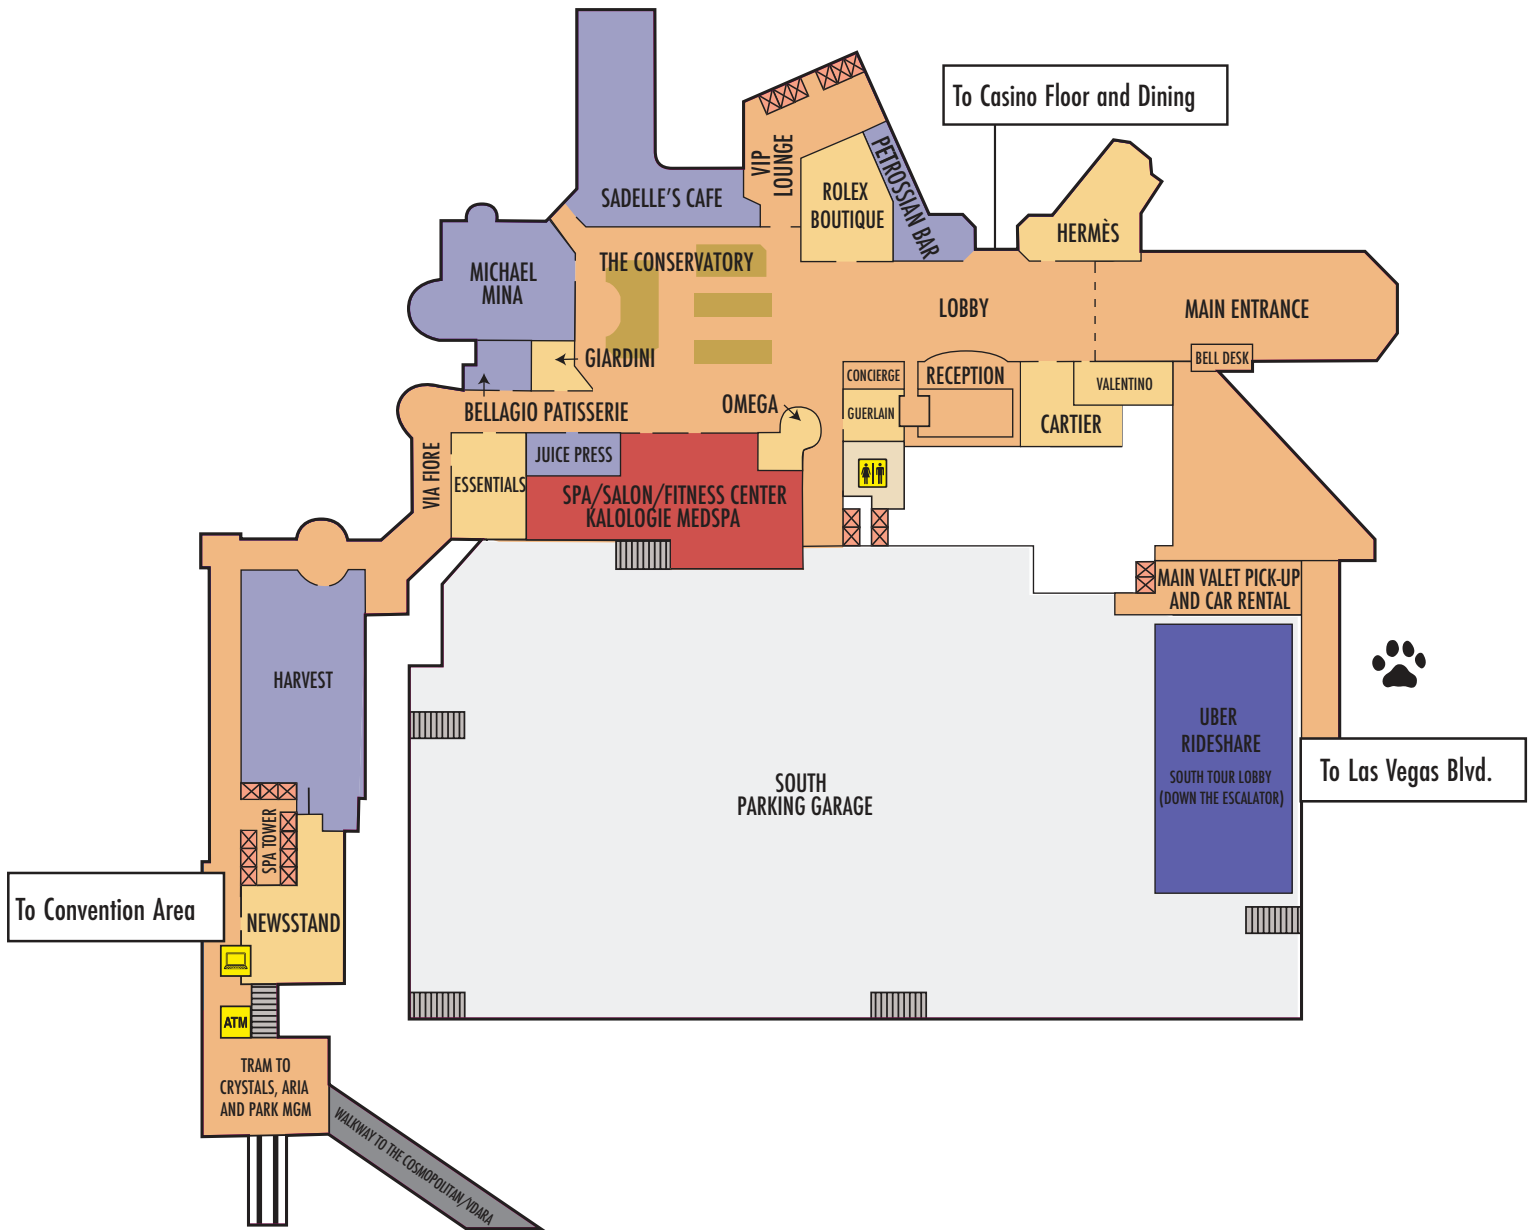 To Casino Floor and Dining
VIP
LOUNGE
PETROSSIAN BAR
SADELLE'S CAFE
ROLEX
BOUTIQUE
HERMÈS
THE CONSERVATORY
MICHAEL
MINA
LOBBY
MAIN ENTRANCE
GIARDINI
BELL DESK
CONCIERGE
RECEPTION
VALENTINO
BELLAGIO PATISSERIE
OMEGA
GUERLAIN
CARTIER
VIA FIORE
JUICE PRESS
ESSENTIALS
SPA/SALON/FITNESS CENTER
KALOLOGIE MEDSPA
MAIN VALET PICK-UP
AND CAR RENTAL
HARVEST
UBER
RIDESHARE
SOUTH TOUR LOBBY
(DOWN THE ESCALATOR)
To Las Vegas Blvd.
SOUTH
PARKING GARAGE
SPA TOWER
To Convention Area
NEWSSTAND
ATM
TRAM TO
CRYSTALS, ARIA
AND PARK MGM
WALKWAY TO THE COSMOPOLITAN/VDARA